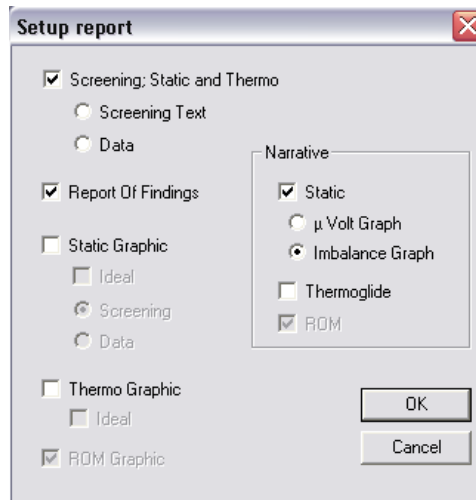 Setup report
Screening; Static and Thermo
Screening Text
Data
Report Of Findings
Static Graphic
Ideal
Screening
Data
Thermo Graphic
Ideal
ROM Graphic
Narrative
Static
µ Volt Graph
Imbalance Graph
Thermoglide
ROM
OK
Cancel